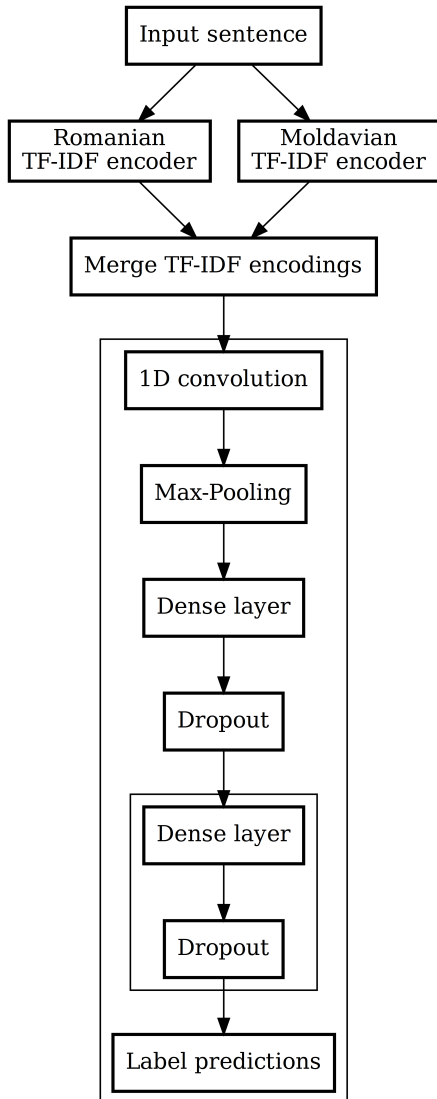 Input sentence
Romanian
TF-IDF encoder
Moldavian
TF-IDF encoder
Merge TF-IDF encodings
1D convolution
Max-Pooling
Dense layer
Dropout
Dense layer
Dropout
Label predictions